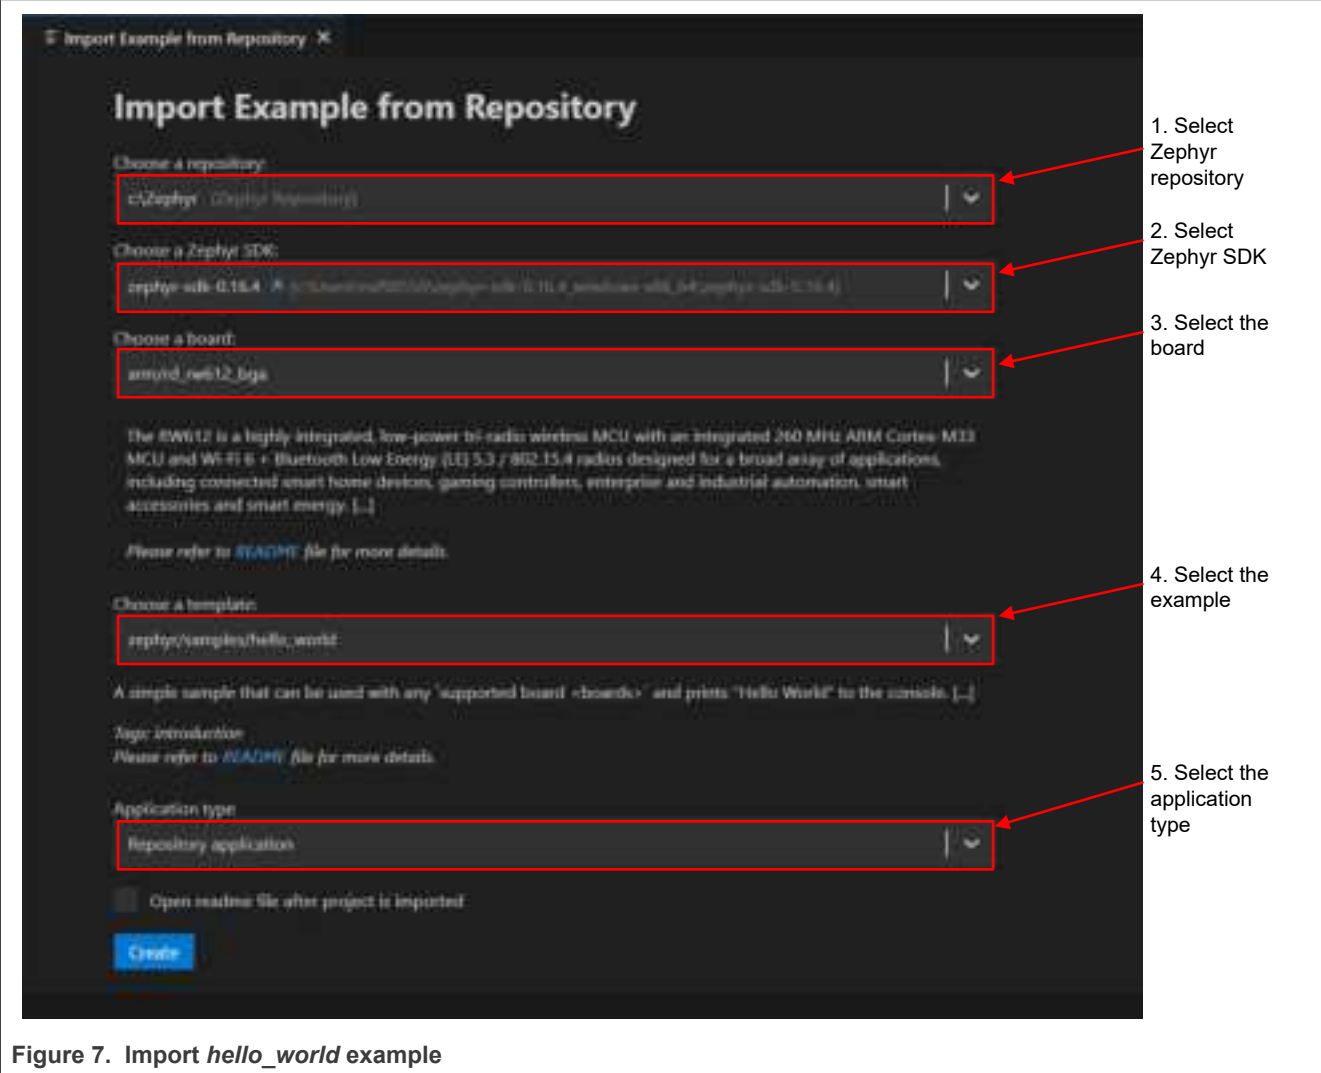 Import Example from Repository
Import Example from Repository
Choose a repository:
1. Select
Zephyr
repository
c:\Zephyr (Zephyr Repository)
Choose a Zephyr SDK:
2. Select
Zephyr SDK
zephyr-sdk-0.16.4
Choose a board:
3. Select the
board
arm/rd_rw612_bga
The RW612 is a highly integrated, low-power tri-radio wireless MCU with an integrated 260 MHz ARM Cortex-M33
MCU and Wi-Fi 6 + Bluetooth Low Energy (LE) 5.3 / 802.15.4 radios designed for a broad array of applications,
including connected smart home devices, gaming controllers, enterprise and industrial automation, smart
accessories and smart energy. [...]
Please refer to README file for more details.
4. Select the
example
Choose a template:
zephyr/samples/hello_world
A simple sample that can be used with any `supported board <boards>` and prints "Hello World" to the console. [...]
Tags: introduction
Please refer to README file for more details.
5. Select the
application
type
Application type
Repository application
Open readme file after project is imported
Create
Figure 7. Import hello_world example